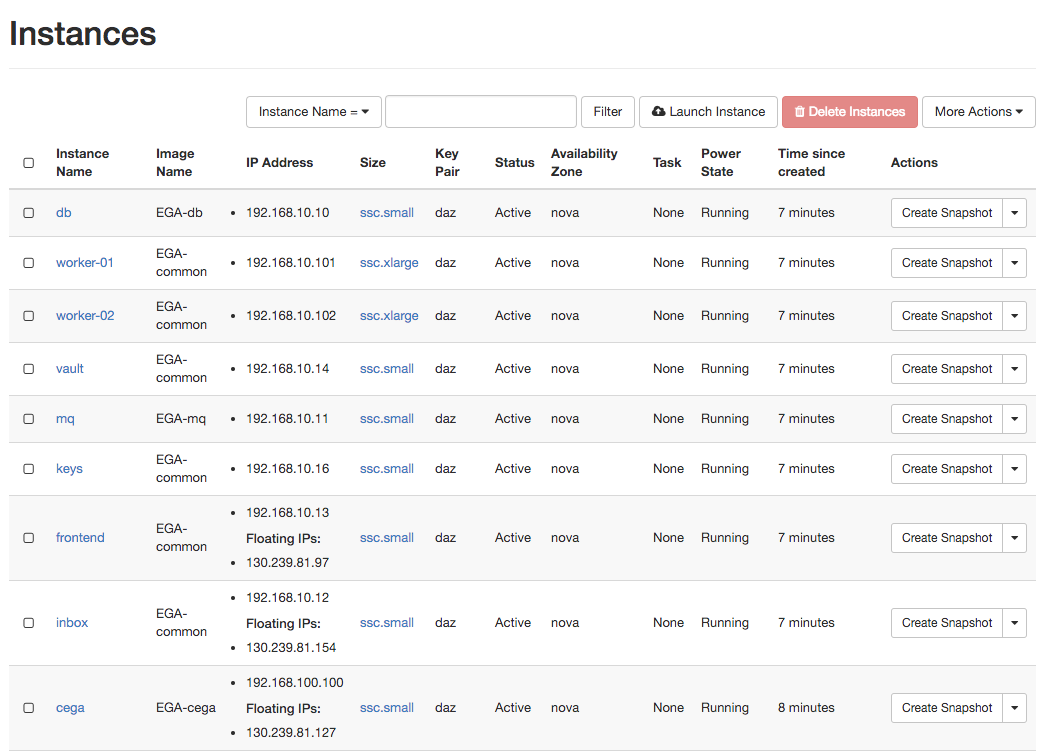 Instances
Instance Name = Filter Launch Instance Delete Instances More Actions
Instance Name Image Name IP Address Size Key Pair Status Availability Zone Task Power State Time since created Actions
db EGA-db 192.168.10.10 ssc.small daz Active nova None Running 7 minutes Create Snapshot
worker-01 EGA-common 192.168.10.101 ssc.xlarge daz Active nova None Running 7 minutes Create Snapshot
worker-02 EGA-common 192.168.10.102 ssc.xlarge daz Active nova None Running 7 minutes Create Snapshot
vault EGA-common 192.168.10.14 ssc.small daz Active nova None Running 7 minutes Create Snapshot
mq EGA-mq 192.168.10.11 ssc.small daz Active nova None Running 7 minutes Create Snapshot
keys EGA-common 192.168.10.16 ssc.small daz Active nova None Running 7 minutes Create Snapshot
192.168.10.13
frontend EGA-common Floating IPs: ssc.small daz Active nova None Running 7 minutes Create Snapshot
130.239.81.97
192.168.10.12
inbox EGA-common Floating IPs: ssc.small daz Active nova None Running 7 minutes Create Snapshot
130.239.81.154
192.168.100.100
cega EGA-cega Floating IPs: ssc.small daz Active nova None Running 8 minutes Create Snapshot
130.239.81.127